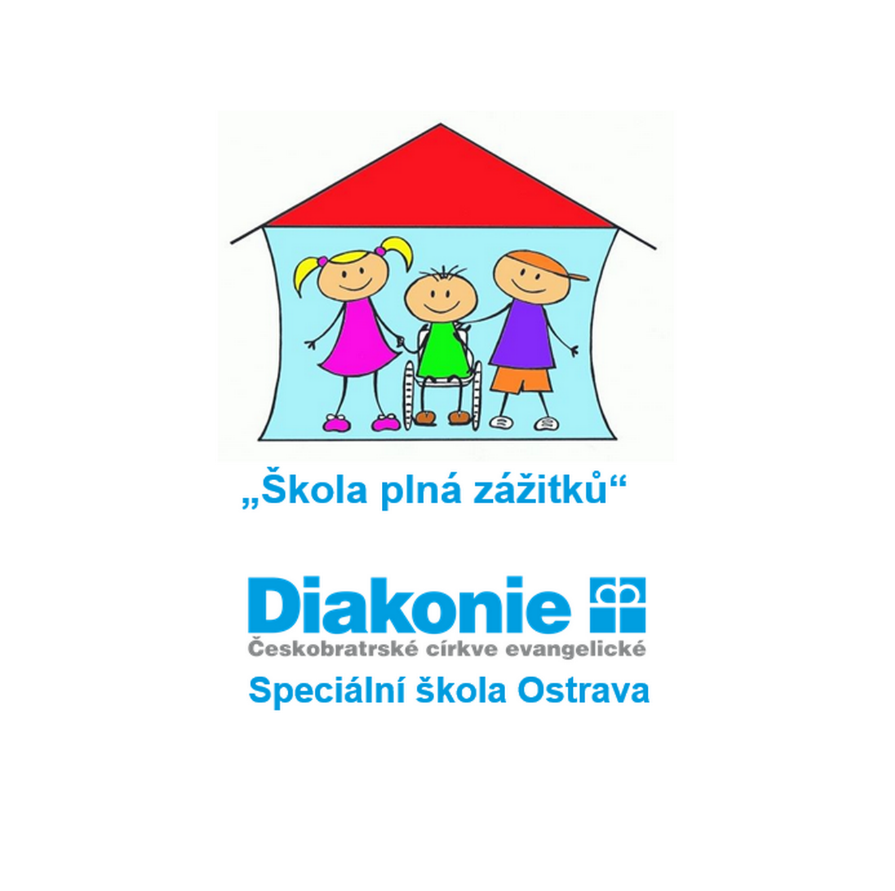 „Škola plná zážitků“
Diakonie
Českobratrské církve evangelické
Speciální škola Ostrava